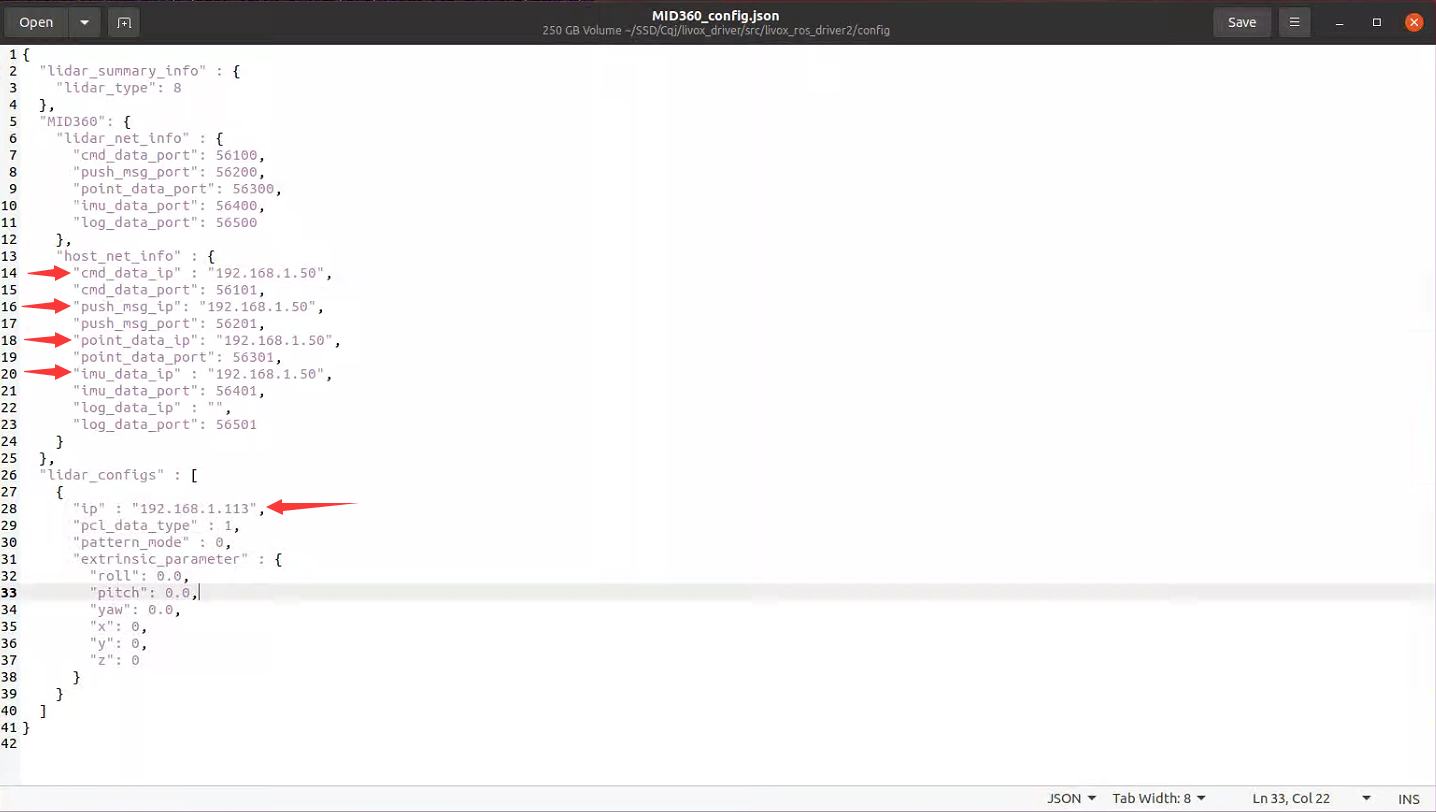 Open
MID360_config.json
250 GB Volume ~/SSD/Cqj/livox_driver/src/livox_ros_driver2/config
Save
1 {
2   "lidar_summary_info" : {
3     "lidar_type": 8
4   },
5   "MID360": {
6     "lidar_net_info" : {
7       "cmd_data_port": 56100,
8       "push_msg_port": 56200,
9       "point_data_port": 56300,
10       "imu_data_port": 56400,
11       "log_data_port": 56500
12     },
13     "host_net_info" : {
14       "cmd_data_ip" : "192.168.1.50",
15       "cmd_data_port": 56101,
16       "push_msg_ip": "192.168.1.50",
17       "push_msg_port": 56201,
18       "point_data_ip": "192.168.1.50",
19       "point_data_port": 56301,
20       "imu_data_ip" : "192.168.1.50",
21       "imu_data_port": 56401,
22       "log_data_ip" : "",
23       "log_data_port": 56501
24     }
25   },
26   "lidar_configs" : [
27     {
28       "ip" : "192.168.1.113",
29       "pcl_data_type" : 1,
30       "pattern_mode" : 0,
31       "extrinsic_parameter" : {
32         "roll": 0.0,
33         "pitch": 0.0,
34         "yaw": 0.0,
35         "x": 0,
36         "y": 0,
37         "z": 0
38       }
39     }
40   ]
41 }
42
JSON Tab Width: 8 Ln 33, Col 22 INS